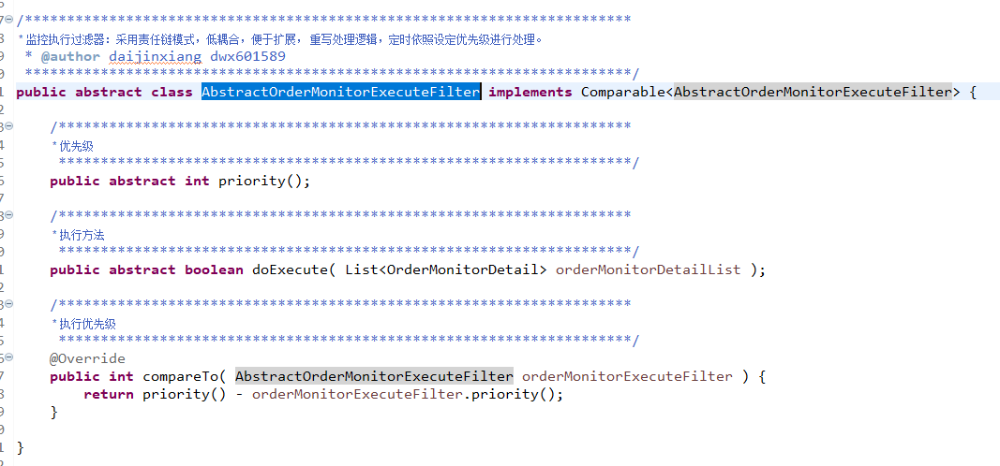 /************************************************************************
*监控执行过滤器：采用责任链模式，低耦合，便于扩展，重写处理逻辑，定时依照设定优先级进行处理。
* @author daijinxiang dwx601589
************************************************************************/
public abstract class AbstractOrderMonitorExecuteFilter implements Comparable<AbstractOrderMonitorExecuteFilter> {
/********************************************************************
*优先级
********************************************************************/
public abstract int priority();
/********************************************************************
*执行方法
********************************************************************/
public abstract boolean doExecute( List<OrderMonitorDetail> orderMonitorDetailList );
/********************************************************************
*执行优先级
********************************************************************/
@Override
public int compareTo( AbstractOrderMonitorExecuteFilter orderMonitorExecuteFilter ) {
return priority() - orderMonitorExecuteFilter.priority();
}
}